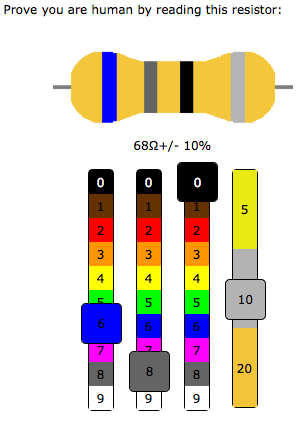 Prove you are human by reading this resistor:
68Ω+/- 10%
0 0 0
1 1 1
2 2 2 5
3 3 3
4 4 4
5 5 5 10
6 6 6
7 7 7
8 8 8 20
9 9 9